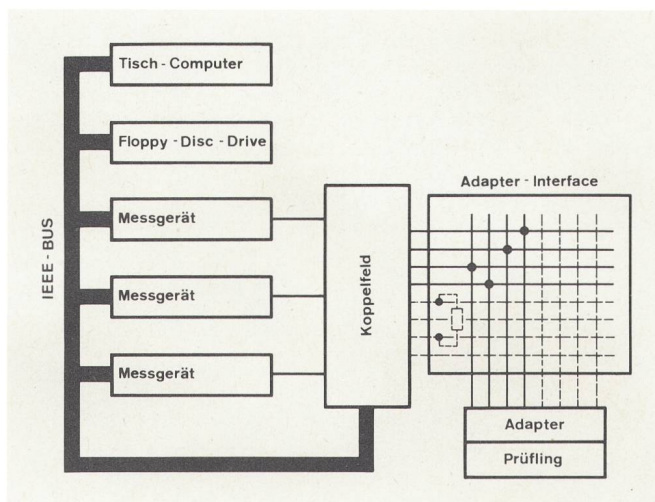 Tisch - Computer
Floppy - Disc - Drive
Adapter - Interface
Messgerät
IEEE - BUS
Koppelfeld
Messgerät
Messgerät
Adapter
Prüfling